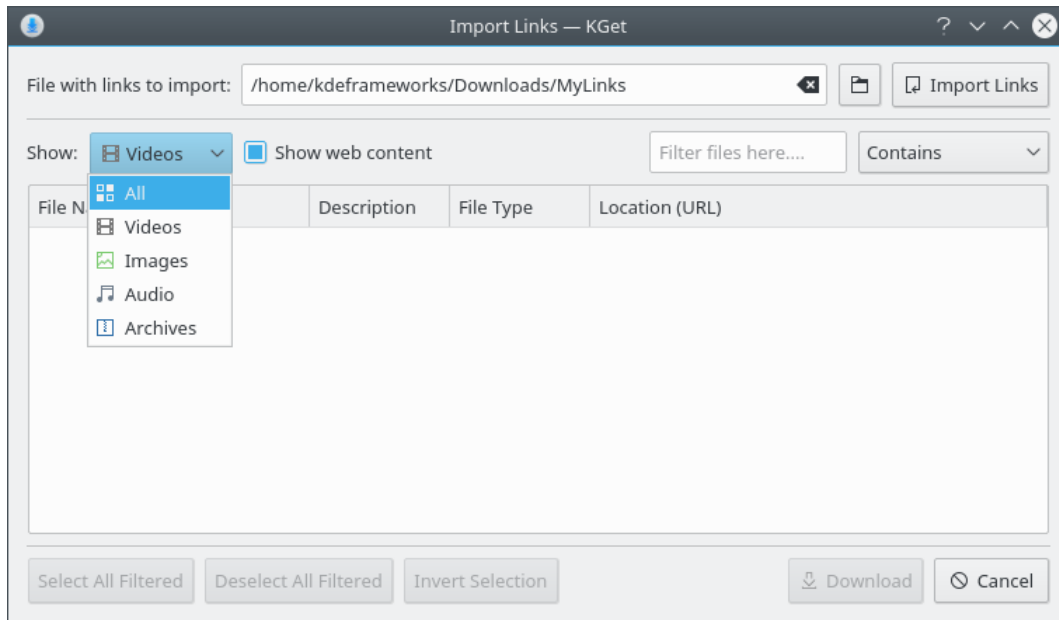 Import Links — KGet
File with links to import: /home/kdeframeworks/Downloads/MyLinks Import Links
Show: Videos Show web content Filter files here.... Contains
File N Description File Type Location (URL)
All
Videos
Images
Audio
Archives
Select All Filtered Deselect All Filtered Invert Selection Download Cancel